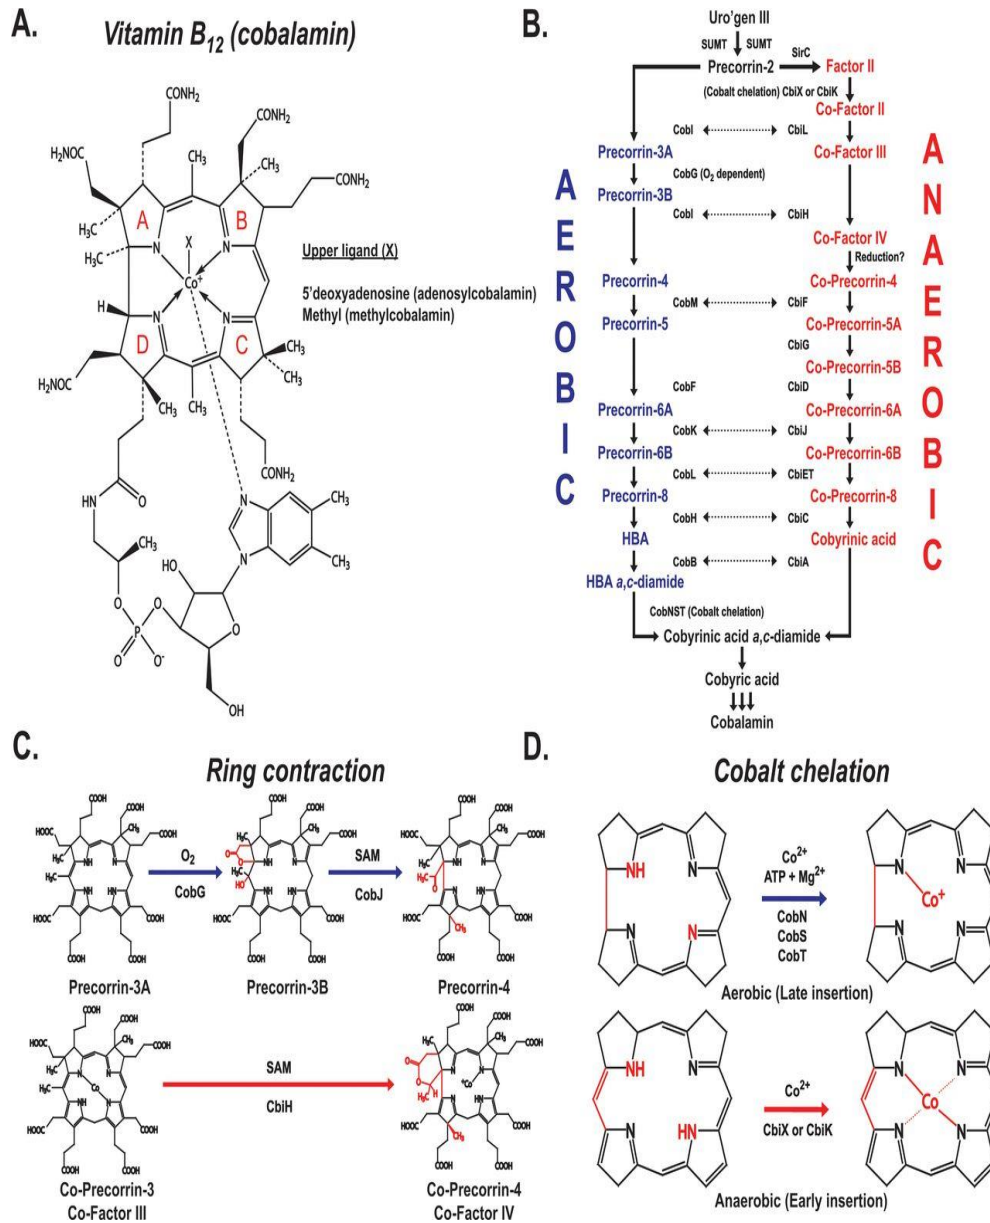 A.
Vitamin B12 (cobalamin)
CONH2
CONH2
H2NOC
CH3
CH3
CONH2
A
B
H3C
X
N
N
H3C
Co+
H
N
N
D
C
CH3
CH3
H2NOC
CH3
CH3
CONH2
HN
O
CH3
O
O
P
O
O-
HO
O
OH
N
N
CH3
CH3
Upper ligand (X)
5'deoxyadenosine (adenosylcobalamin)
Methyl (methylcobalamin)
B.
Uro'gen III
SUMT SUMT
Precorrin-2
SirC
Factor II
(Cobalt chelation) CbiX or CbiK
Co-Factor II
CobI CbiL
Precorrin-3A
Co-Factor III
CobG (O2 dependent)
Precorrin-3B
CobI CbiH
Co-Factor IV
Reduction?
Precorrin-4
Co-Precorrin-4
CobM CbiF
Precorrin-5
Co-Precorrin-5A
CbiG
Co-Precorrin-5B
CobF CbiD
Precorrin-6A
Co-Precorrin-6A
CobK CbiJ
Precorrin-6B
Co-Precorrin-6B
CobL CbiET
Precorrin-8
Co-Precorrin-8
CobH CbiC
HBA
Cobyrinic acid
CobB CbiA
HBA a,c-diamide
CobNST (Cobalt chelation)
Cobyrinic acid a,c-diamide
Cobyric acid
Cobalamin
AEROBIC
ANAEROBIC
C.
Ring contraction
O2
CobG
SAM
CobJ
Precorrin-3A
Precorrin-3B
Precorrin-4
SAM
CbiH
Co-Precorrin-3
Co-Factor III
Co-Precorrin-4
Co-Factor IV
D.
Cobalt chelation
NH
N
N
N
Co2+
ATP + Mg2+
CobN
CobS
CobT
N
N
Co+
N
N
Aerobic (Late insertion)
NH
N
N
HN
Co2+
CbiX or CbiK
N
N
Co
N
N
Anaerobic (Early insertion)